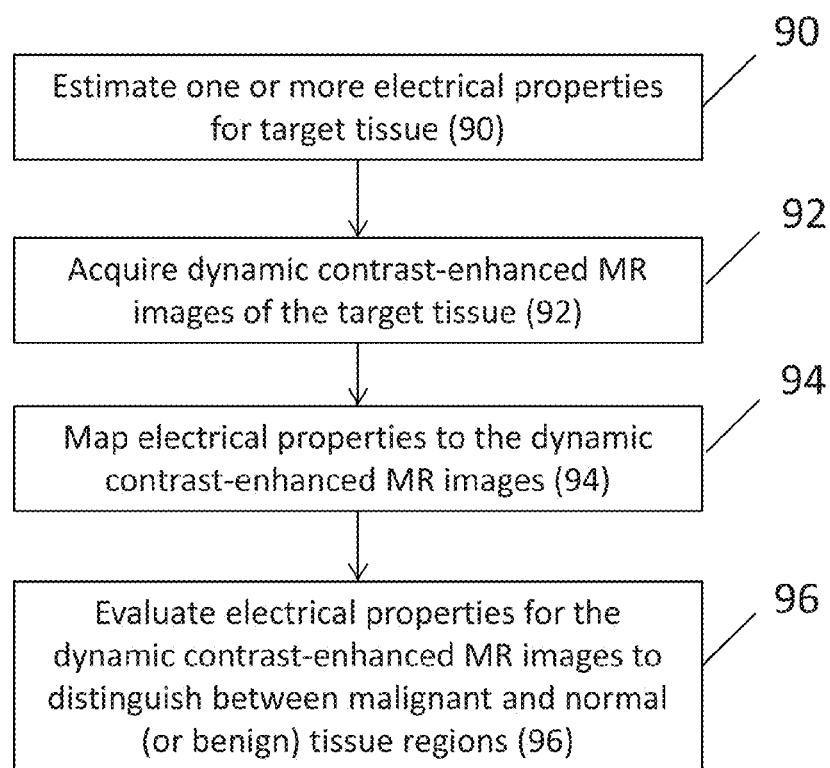 90
Estimate one or more electrical properties
for target tissue (90)
92
Acquire dynamic contrast-enhanced MR
images of the target tissue (92)
94
Map electrical properties to the dynamic
contrast-enhanced MR images (94)
96
Evaluate electrical properties for the
dynamic contrast-enhanced MR images to
distinguish between malignant and normal
(or benign) tissue regions (96)